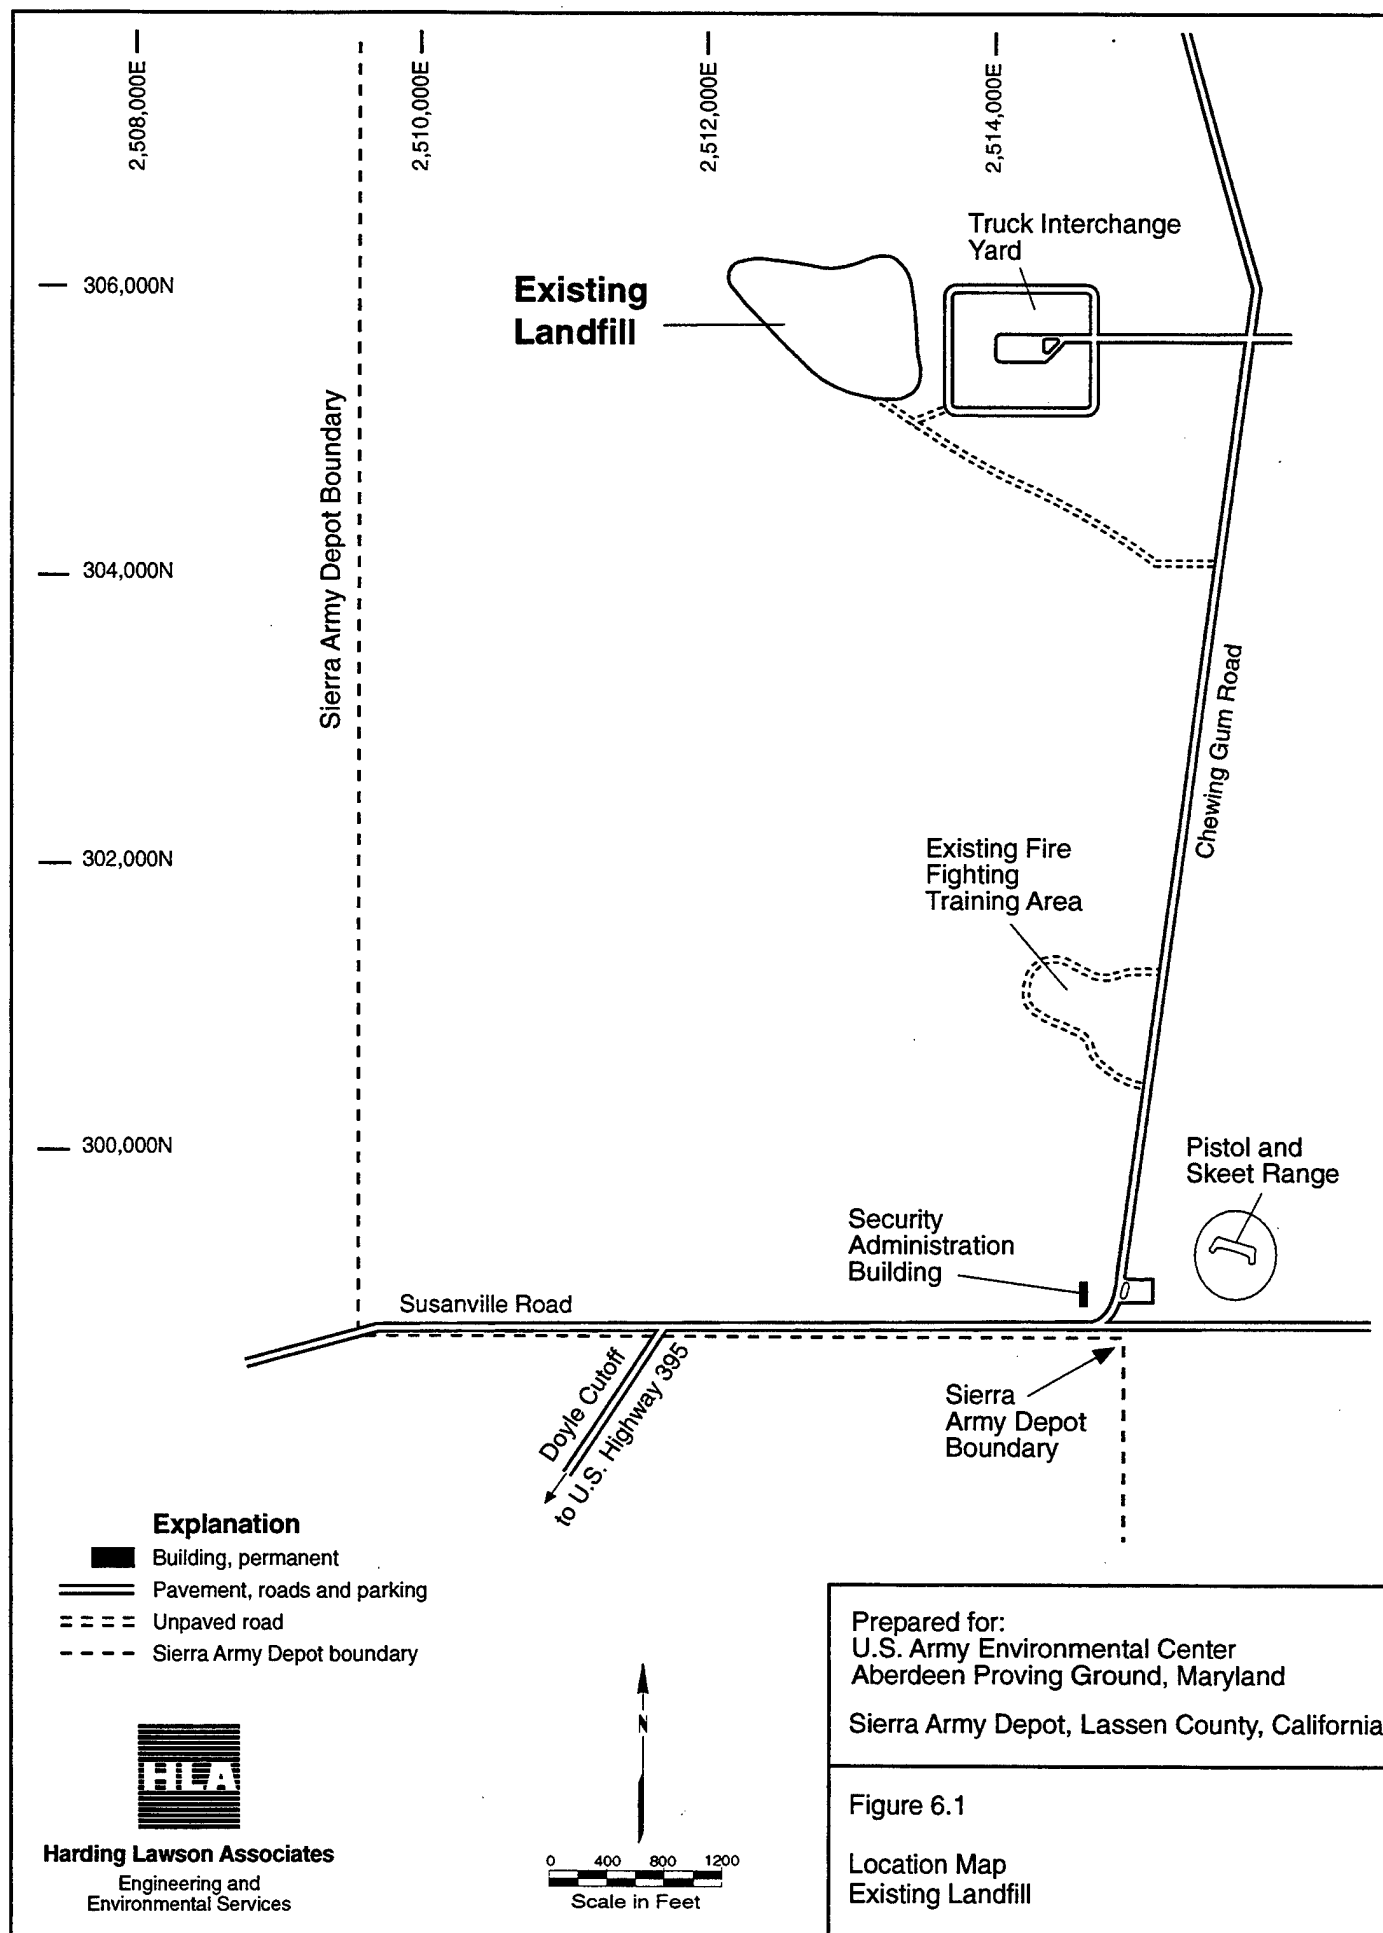 2,508,000E
2,510,000E
2,512,000E
2,514,000E
Truck Interchange
Yard
306,000N
Existing
Landfill
Sierra Army Depot Boundary
304,000N
Chewing Gum Road
302,000N
Existing Fire
Fighting
Training Area
300,000N
Pistol and
Skeet Range
Security
Administration
Building
Susanville Road
Doyle Cutoff
to U.S. Highway 395
Sierra
Army Depot
Boundary
Explanation
Building, permanent
Pavement, roads and parking
Unpaved road
Sierra Army Depot boundary
HLA
Harding Lawson Associates
Engineering and
Environmental Services
N
0 400 800 1200
Scale in Feet
Prepared for:
U.S. Army Environmental Center
Aberdeen Proving Ground, Maryland
Sierra Army Depot, Lassen County, California
Figure 6.1
Location Map
Existing Landfill